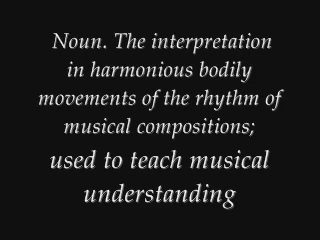 Noun. The interpretation
in harmonious bodily
movements of the rhythm of
musical compositions;
used to teach musical
understanding